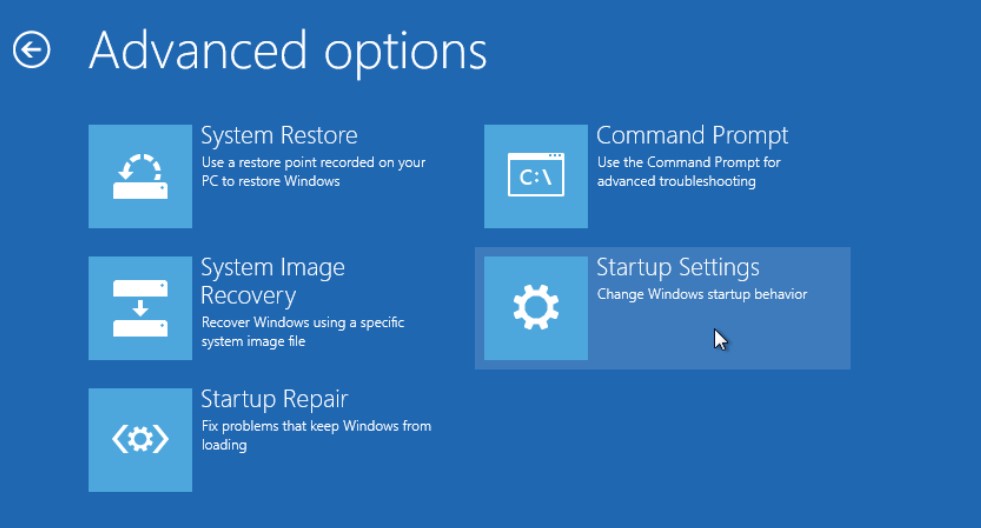 Advanced options
System Restore
Use a restore point recorded on your
PC to restore Windows
System Image
Recovery
Recover Windows using a specific
system image file
Startup Repair
Fix problems that keep Windows from
loading
Command Prompt
Use the Command Prompt for
advanced troubleshooting
C:\
Startup Settings
Change Windows startup behavior